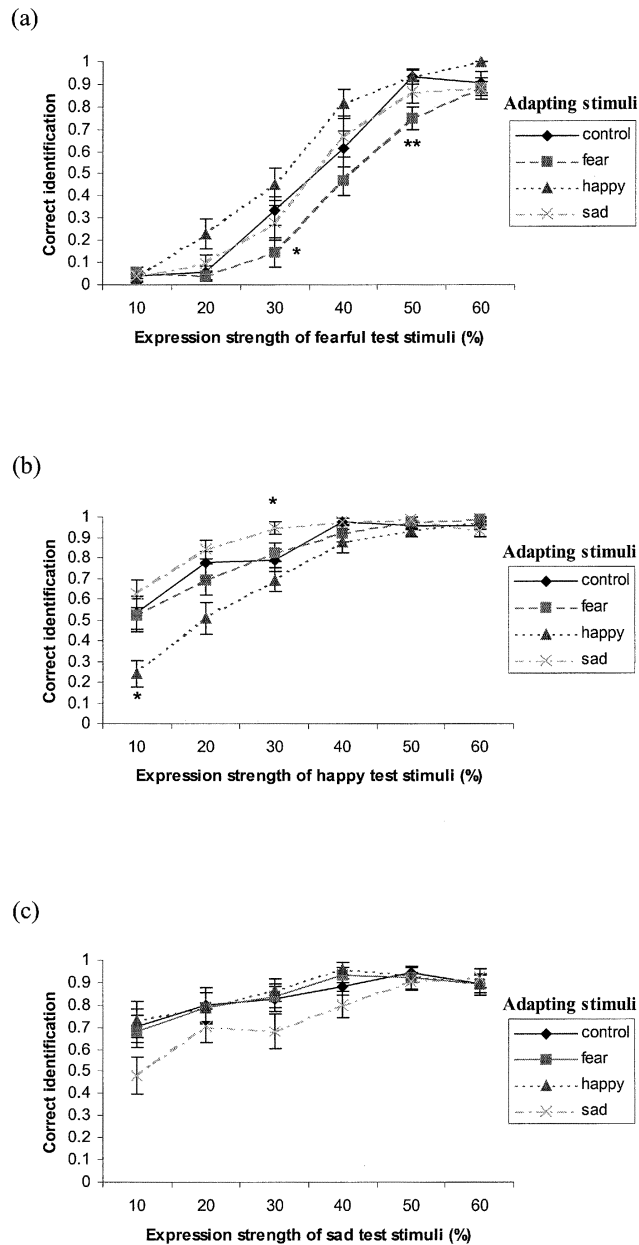 (a)
1
0.9
0.8
0.7
0.6
0.5
0.4
0.3
0.2
0.1
0
Correct identification
10 20 30 40 50 60
Expression strength of fearful test stimuli (%)
*
**
Adapting stimuli
control
fear
happy
sad
(b)
1
0.9
0.8
0.7
0.6
0.5
0.4
0.3
0.2
0.1
0
Correct identification
10 20 30 40 50 60
Expression strength of happy test stimuli (%)
*
*
Adapting stimuli
control
fear
happy
sad
(c)
1
0.9
0.8
0.7
0.6
0.5
0.4
0.3
0.2
0.1
0
Correct identification
10 20 30 40 50 60
Expression strength of sad test stimuli (%)
Adapting stimuli
control
fear
happy
sad